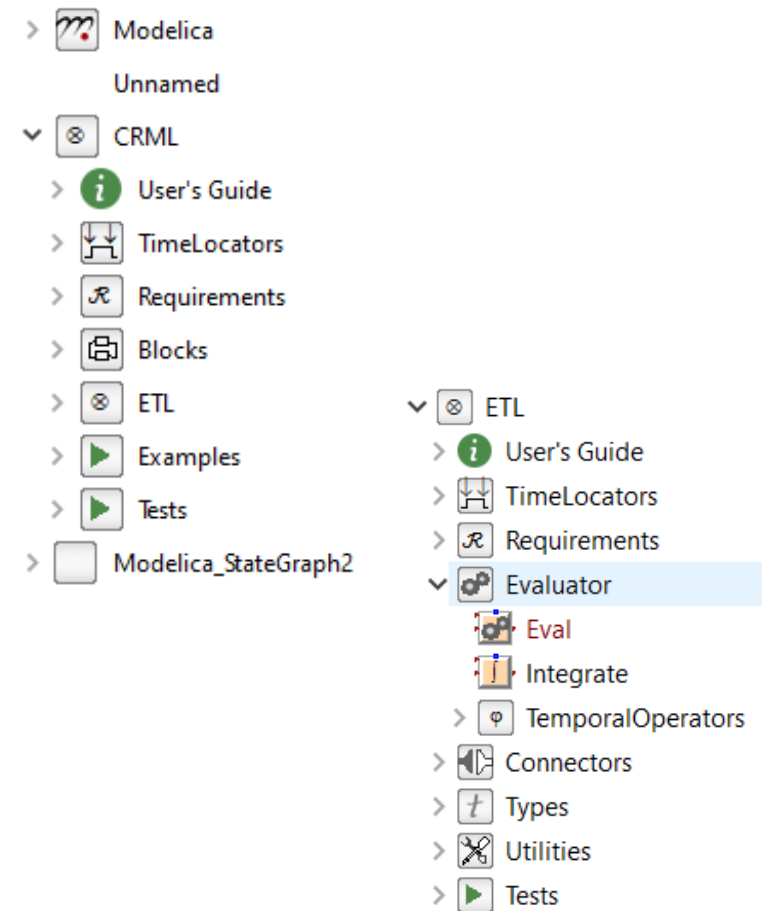 Modelica
Unnamed
CRML
User's Guide
TimeLocators
Requirements
Blocks
ETL
Examples
Tests
Modelica_StateGraph2
ETL
User's Guide
TimeLocators
Requirements
Evaluator
Eval
Integrate
TemporalOperators
Connectors
Types
Utilities
Tests